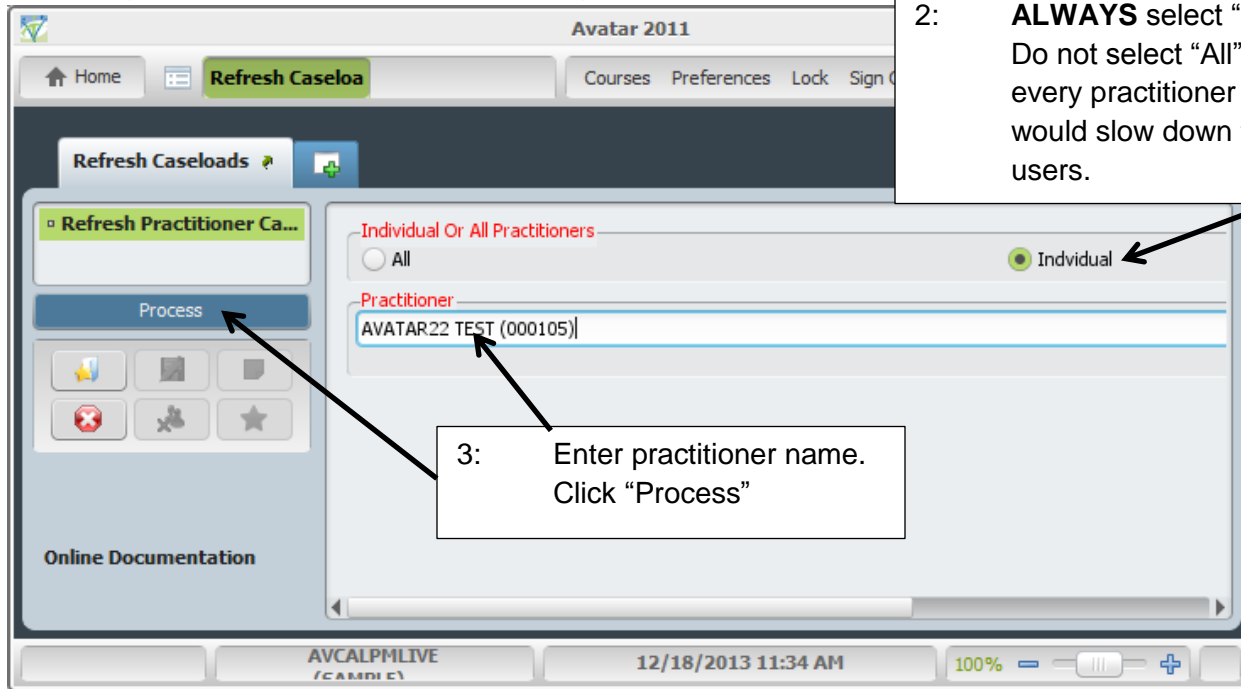 Avatar 2011
Home
Refresh Caseloa
Courses Preferences Lock Sign
2: ALWAYS select “
Do not select “All”
every practitioner
would slow down
users.
Refresh Caseloads
Refresh Practitioner Ca...
Process
Individual Or All Practitioners
All
Indvidual
Practitioner
AVATAR22 TEST (000105)
3: Enter practitioner name.
Click “Process”
Online Documentation
AVCALPMLIVE
(SAMPLE)
12/18/2013 11:34 AM
100%